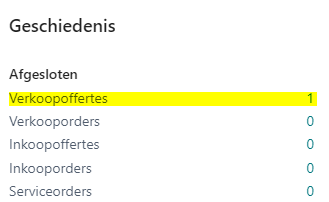 Geschiedenis
Afgesloten
Verkoopoffertes 1
Verkooporders 0
Inkoopoffertes 0
Inkooporders 0
Serviceorders 0